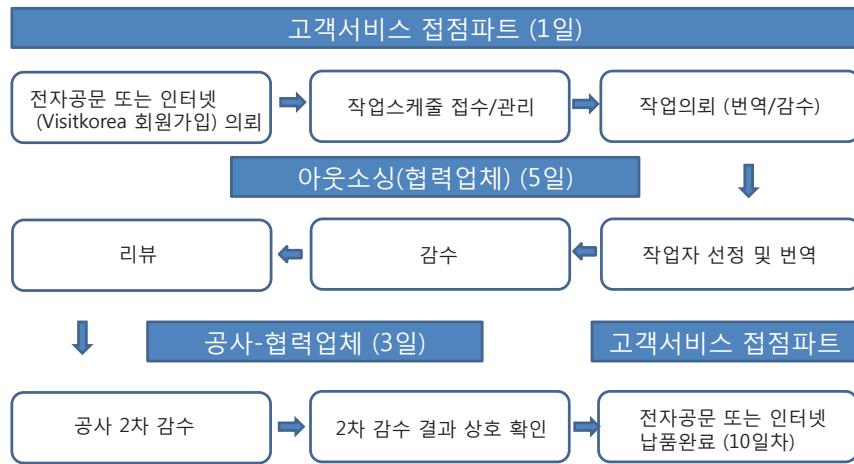 고객서비스 접점파트 (1일)
전자공문 또는 인터넷
(Visitkorea 회원가입) 의뢰
작업스케줄 접수/관리
작업의뢰 (번역/감수)
아웃소싱(협력업체) (5일)
작업자 선정 및 번역
감수
리뷰
공사-협력업체 (3일)
고객서비스 접점파트
공사 2차 감수
2차 감수 결과 상호 확인
전자공문 또는 인터넷
납품완료 (10일차)